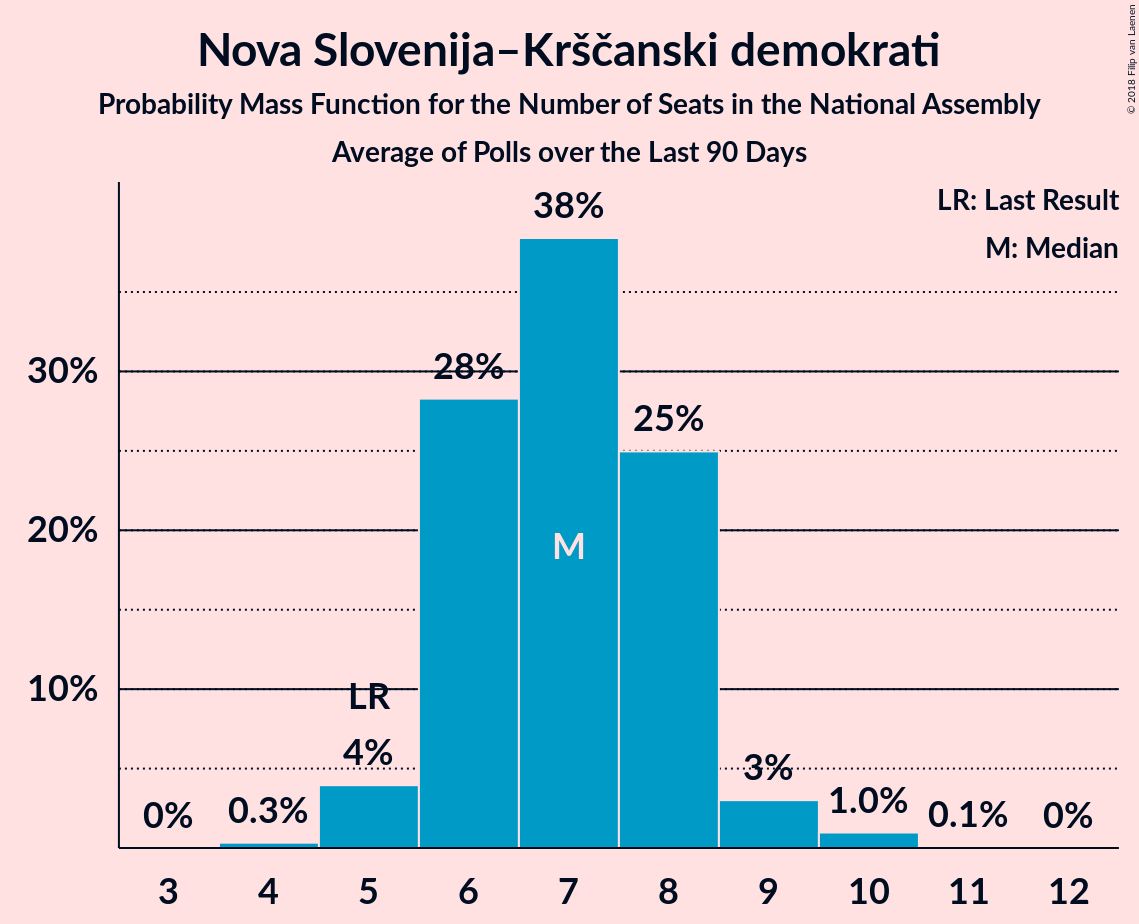 Nova Slovenija–Krščanski demokrati
Probability Mass Function for the Number of Seats in the National Assembly
Average of Polls over the Last 90 Days
© 2018 Filip van Laenen
LR: Last Result
M: Median
38%
30%
28%
25%
20%
M
10%
LR
4%
3%
0%
0.3%
1.0%
0.1%
0%
3 4 5 6 7 8 9 10 11 12